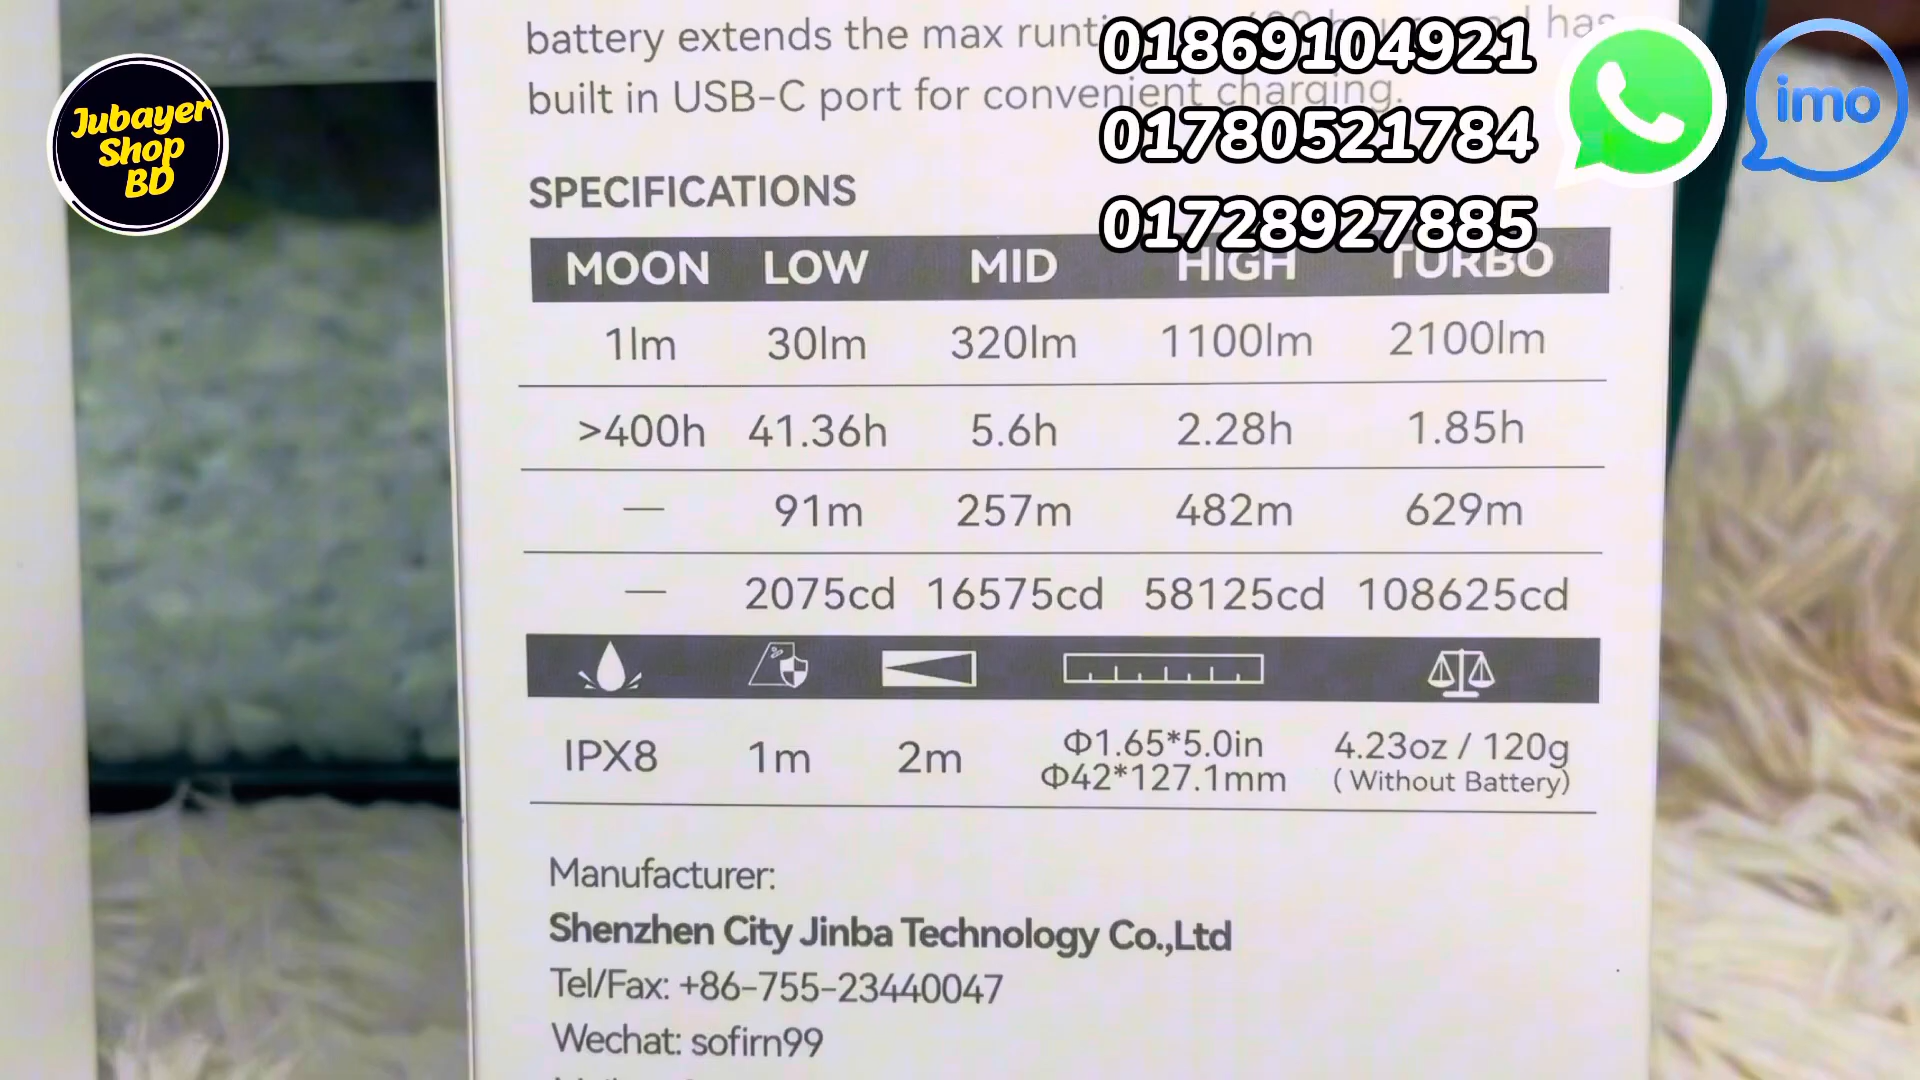 battery extends the max
built in USB-C port for convenient charging.
01869104921
01780521784
01728927885
imo
Jubayer
Shop
BD
SPECIFICATIONS
MOON LOW MID HIGH TURBO
1lm 30lm 320lm 1100lm 2100lm
>400h 41.36h 5.6h 2.28h 1.85h
— 91m 257m 482m 629m
— 2075cd 16575cd 58125cd 108625cd
IPX8 1m 2m Φ1.65*5.0in 4.23oz / 120g
Φ42*127.1mm ( Without Battery)
Manufacturer:
Shenzhen City Jinba Technology Co.,Ltd
Tel/Fax: +86-755-23440047
Wechat: sofirn99